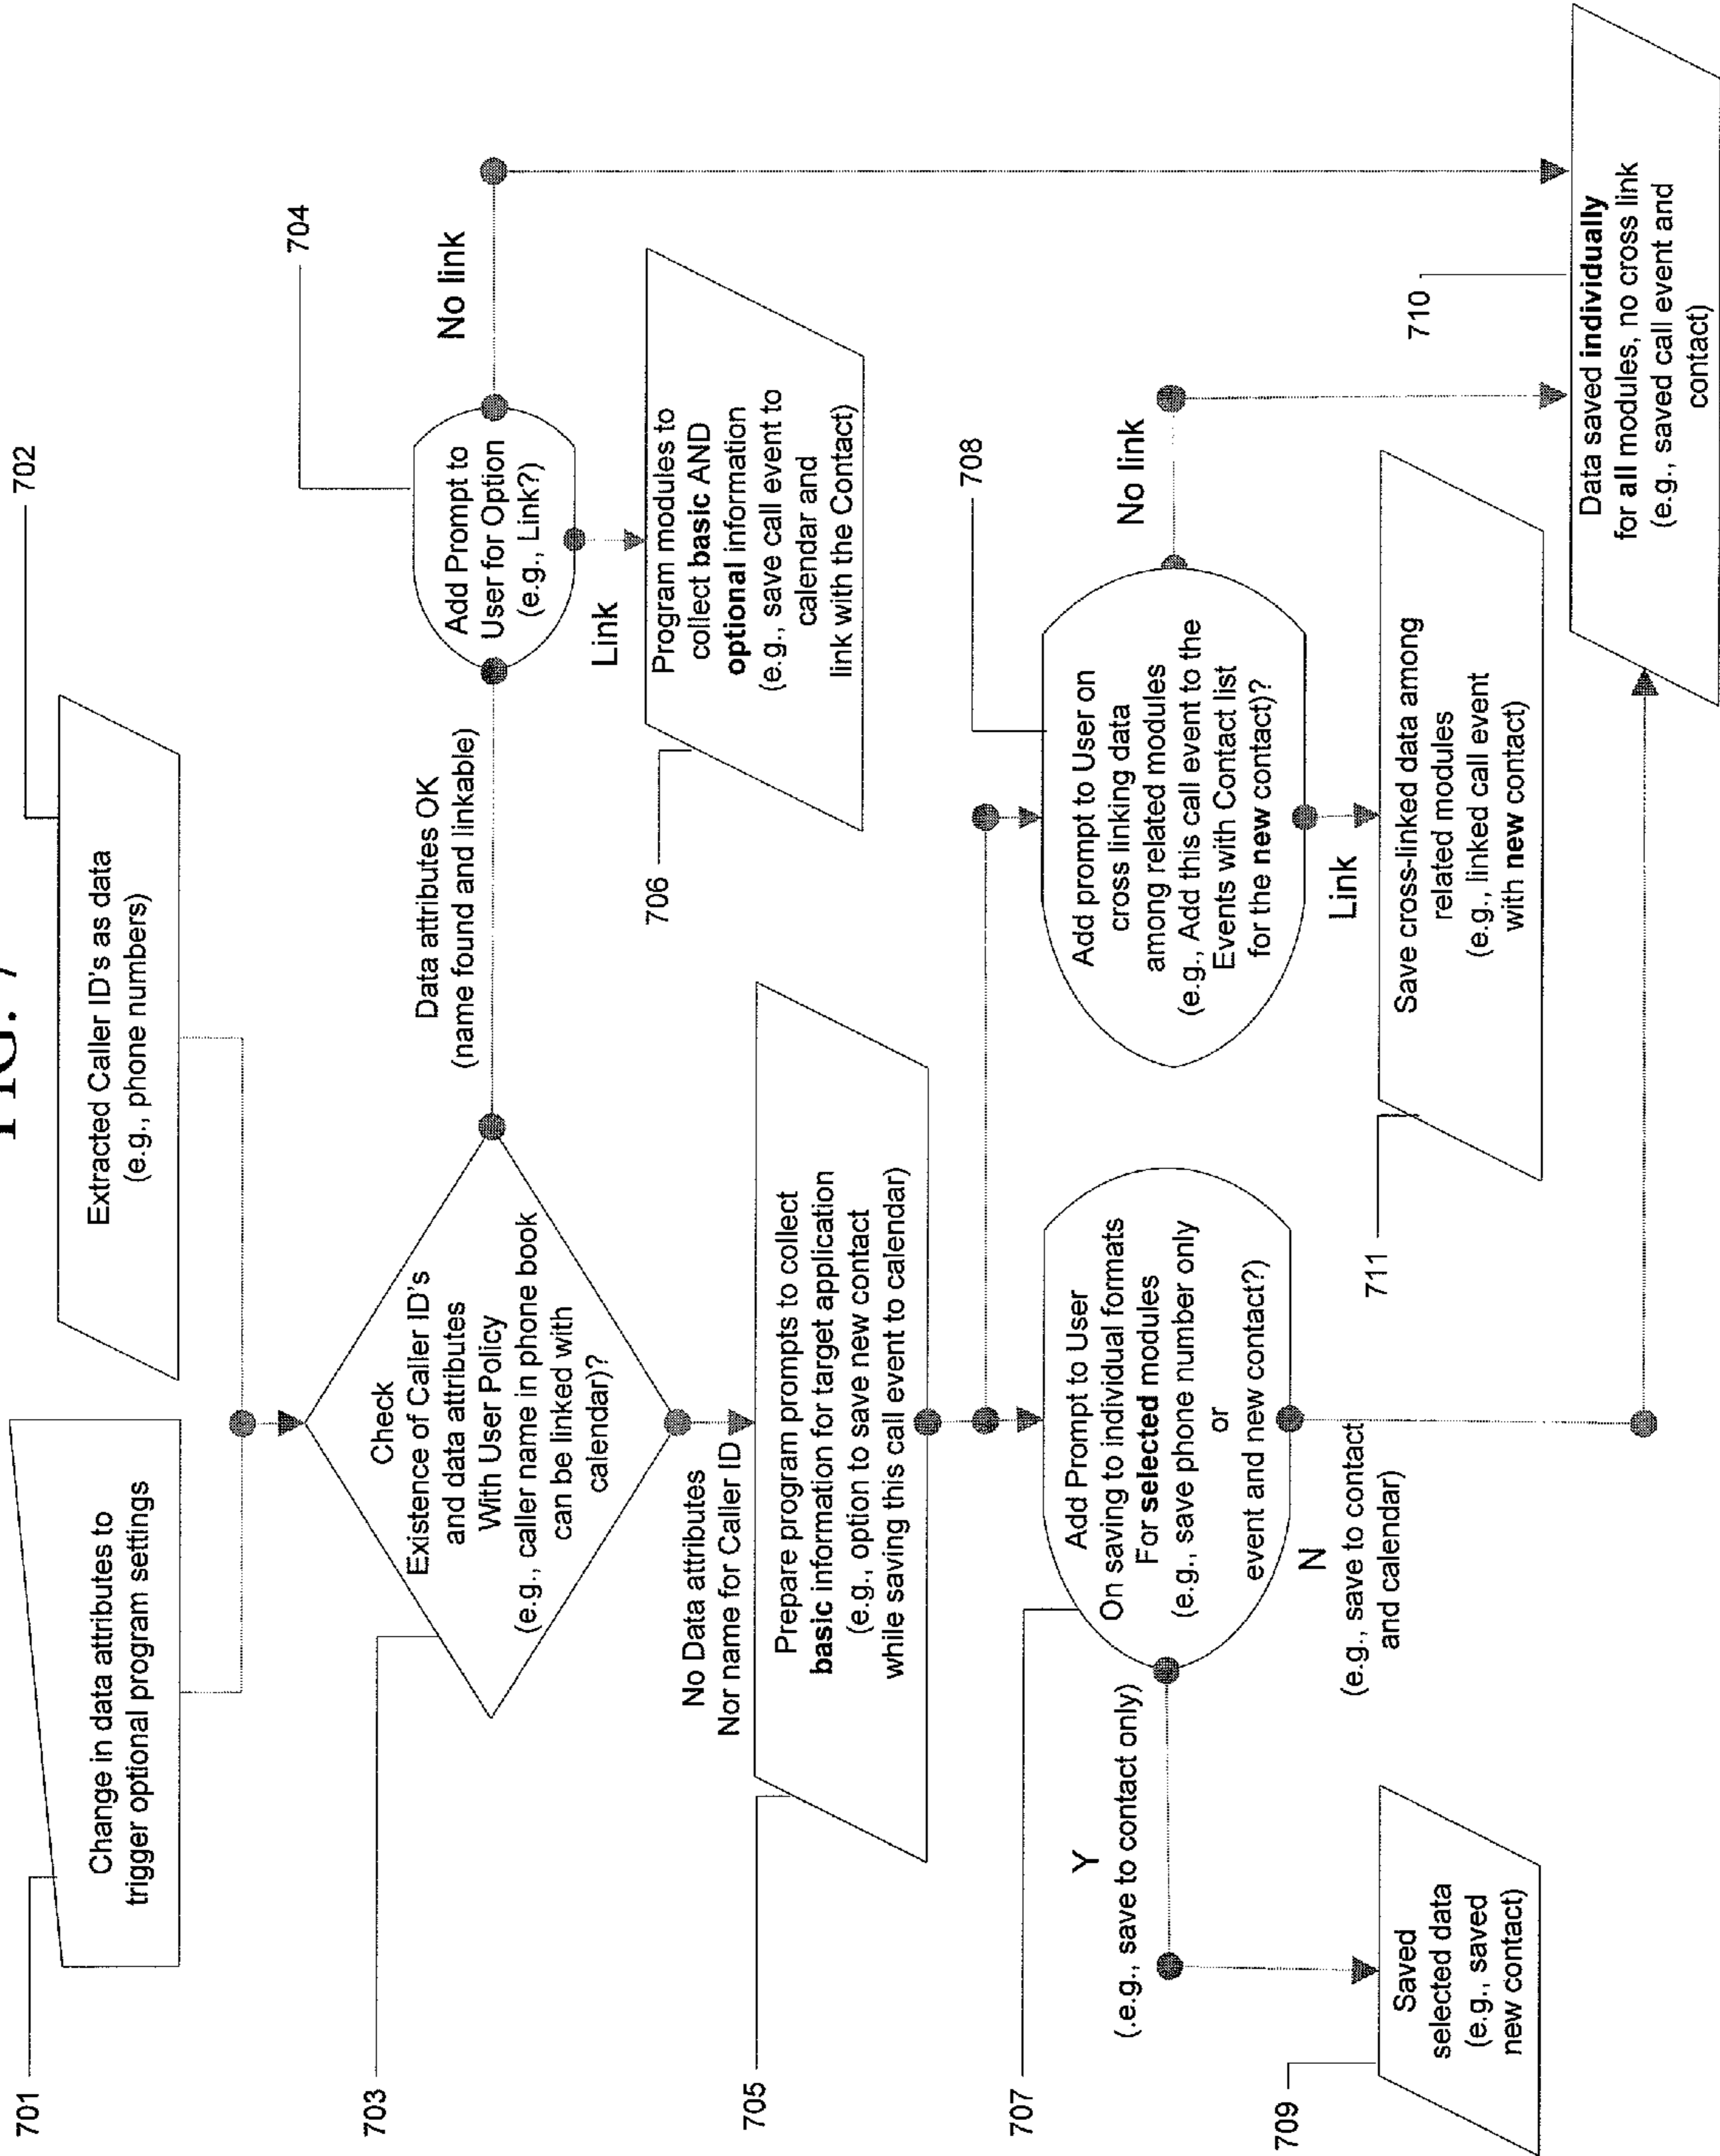 FIG. 7
701
Change in data attributes to
trigger optional program setings
702
Extracted Caller ID's as data
(e.g., phone numbers)
703
Check
Existence of Caller ID's
and data attributes
With User Policy
(e.g., caller name in phone book
can be linked with
calendar)?
Data attributes OK
(name found and linkable)
704
Add Prompt to
User for Option
(e.g., Link?)
No link
Link
706
Program modules to
collect basic AND
optional information
(e.g., save call event to
calendar and
link with the Contact)
No Data attributes
Nor name for Caller ID
705
Prepare program prompts to collect
basic information for target application
(e.g., option to save new contact
while saving this call event to calendar)
707
Add Prompt to User
On saving to individual formats
For selected modules
(e.g., save phone number only
or
event and new contact?)
Y
(.e.g., save to contact only)
N
(e.g., save to contact
and calendar)
708
Add prompt to User on
cross linking data
among related modules
(e.g., Add this call event to the
Events with Contact list
for the new contact)?
No link
Link
709
Saved
selected data
(e.g., saved
new contact)
711
Save cross-linked data among
related modules
(e.g., linked call event
with new contact)
710
Data saved individually
for all modules, no cross link
(e.g., saved call event and
contact)